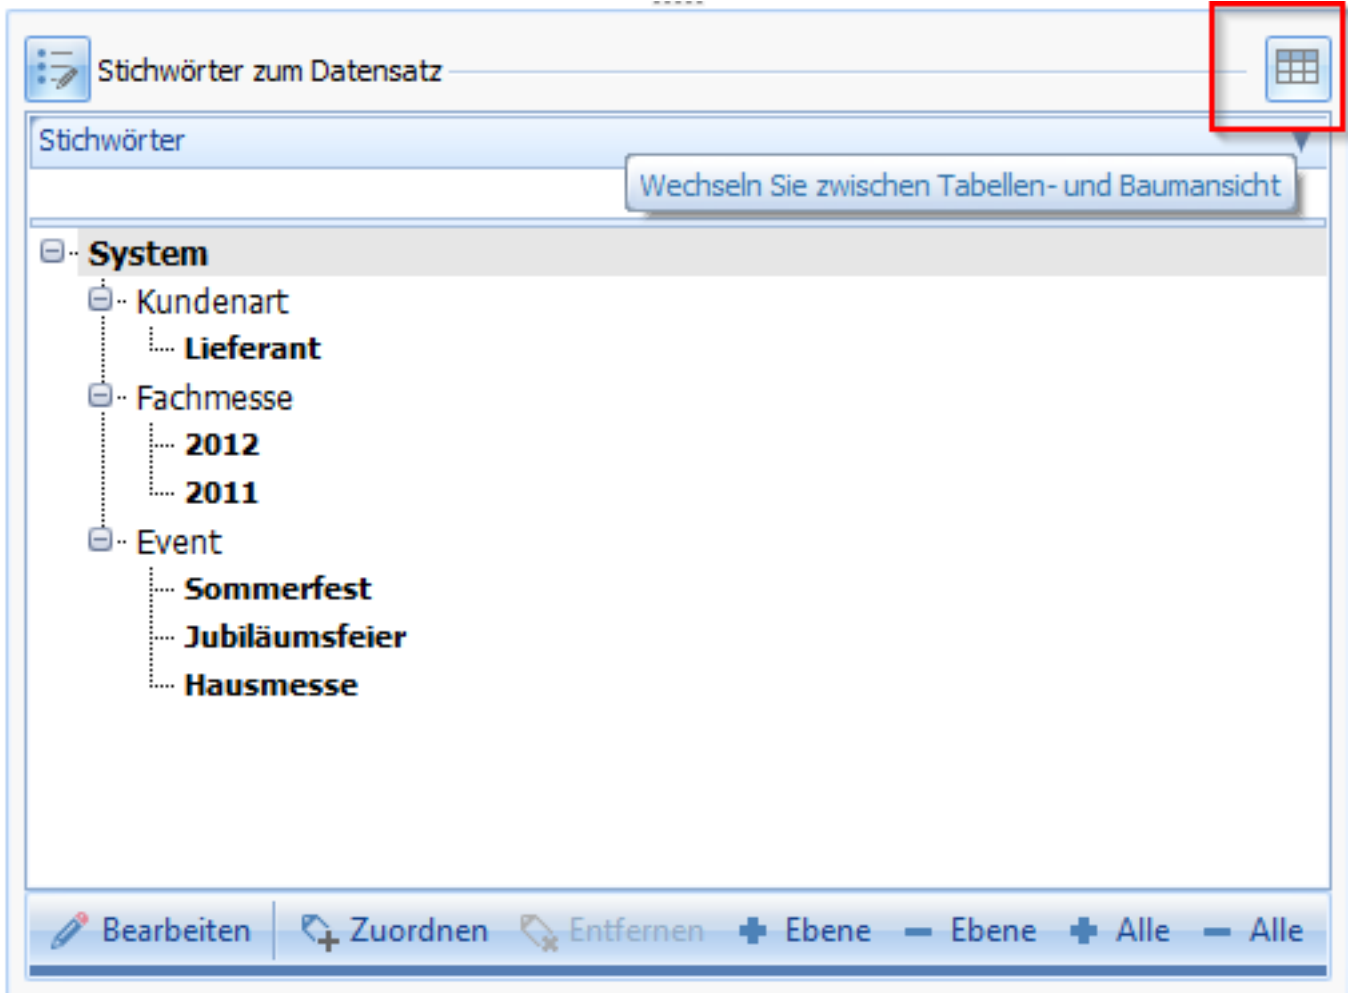 Stichwörter zum Datensatz
Stichwörter
Wechseln Sie zwischen Tabellen- und Baumansicht
System
Kundenart
Lieferant
Fachmesse
2012
2011
Event
Sommerfest
Jubiläumsfeier
Hausmesse
Bearbeiten Zuordnen Entfernen Ebene Ebene Alle Alle